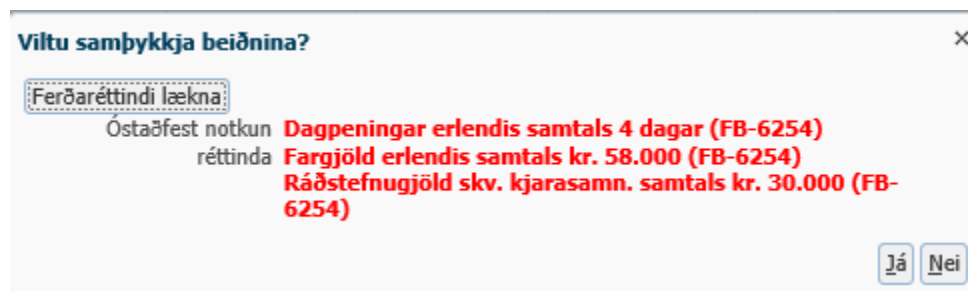 Viltu samþykkja beiðnina?
×
Ferðaréttindi lækna
Óstaðfest notkun Dagpeningar erlendis samtals 4 dagar (FB-6254)
réttinda Fargjöld erlendis samtals kr. 58.000 (FB-6254)
Ráðstefnugjöld skv. kjarasamn. samtals kr. 30.000 (FB-
6254)
Já Nei